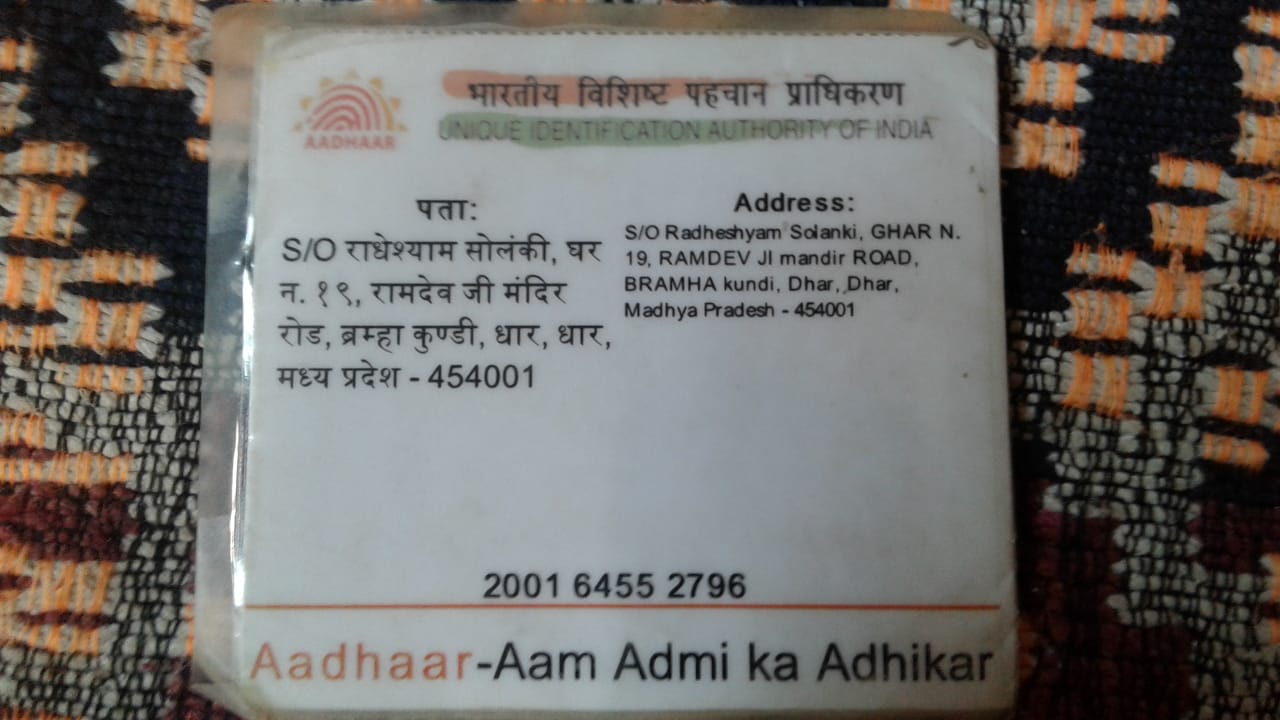 भारतीय विशिष्ट पहचान प्राधिकरण
AADHAAR
UNIQUE IDENTIFICATION AUTHORITY OF INDIA
पता:
S/O राधेश्याम सोलंकी, घर
न. १९, रामदेव जी मंदिर
रोड, ब्रम्हा कुण्डी, धार, धार,
मध्य प्रदेश - 454001
Address:
S/O Radheshyam Solanki, GHAR N.
19, RAMDEV JI mandir ROAD,
BRAMHA kundi, Dhar, Dhar,
Madhya Pradesh - 454001
2001 6455 2796
Aadhaar-Aam Admi ka Adhikar